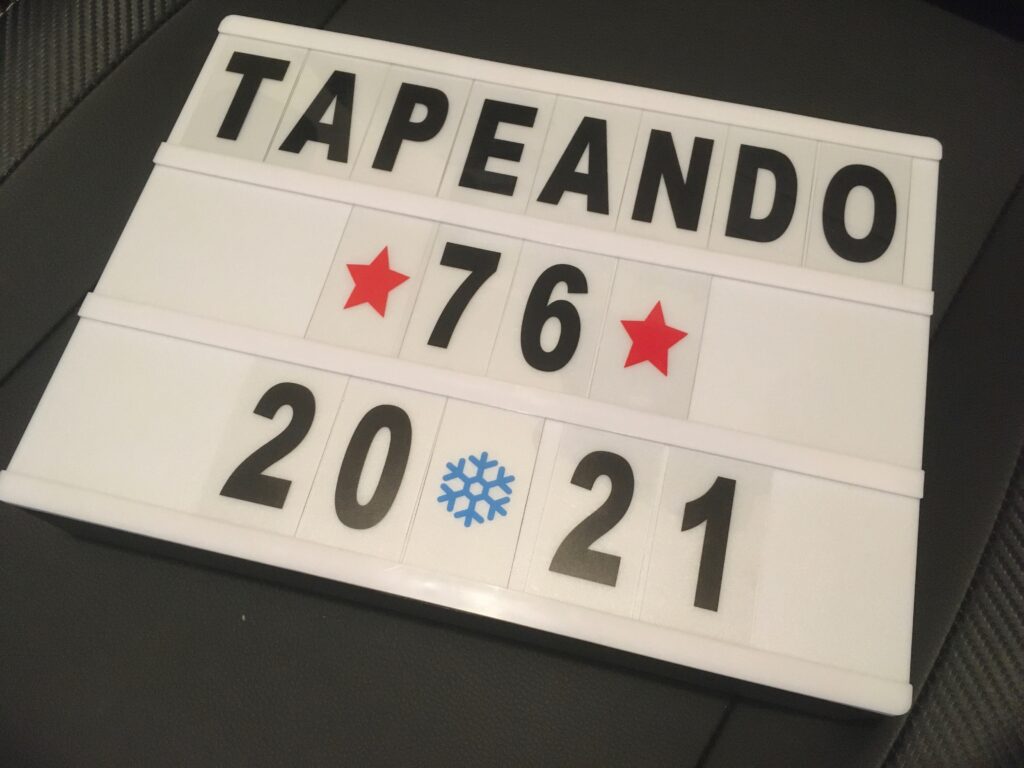 TAPEANDO
★ 76 ★
20 ❄ 21